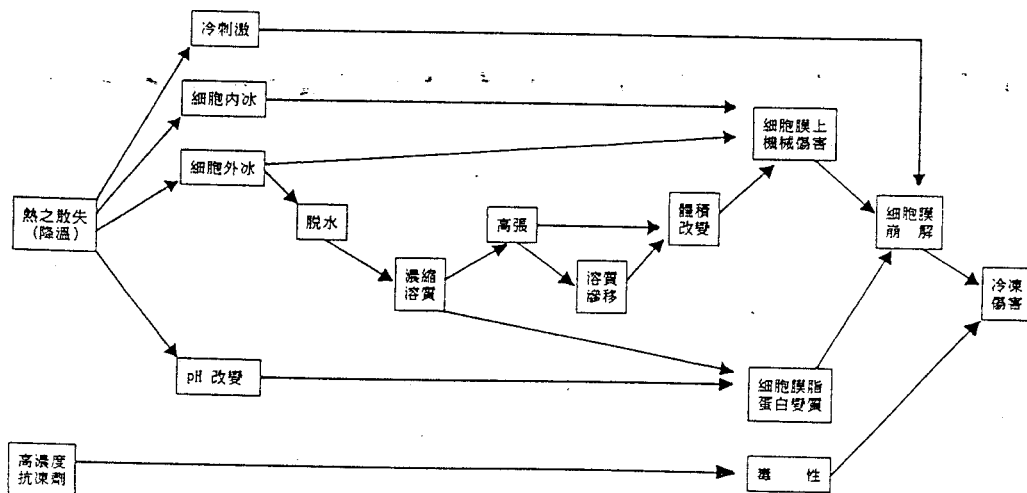 冷刺激
細胞內冰
細胞外冰
熱之散失
(降溫)
脫水
濃縮
溶質
高張
溶質
滲移
體積
改變
細胞膜上
機械傷害
細胞膜
崩 解
冷凍
傷害
pH 改變
細胞膜脂
蛋白變質
高濃度
抗凍劑
毒 性